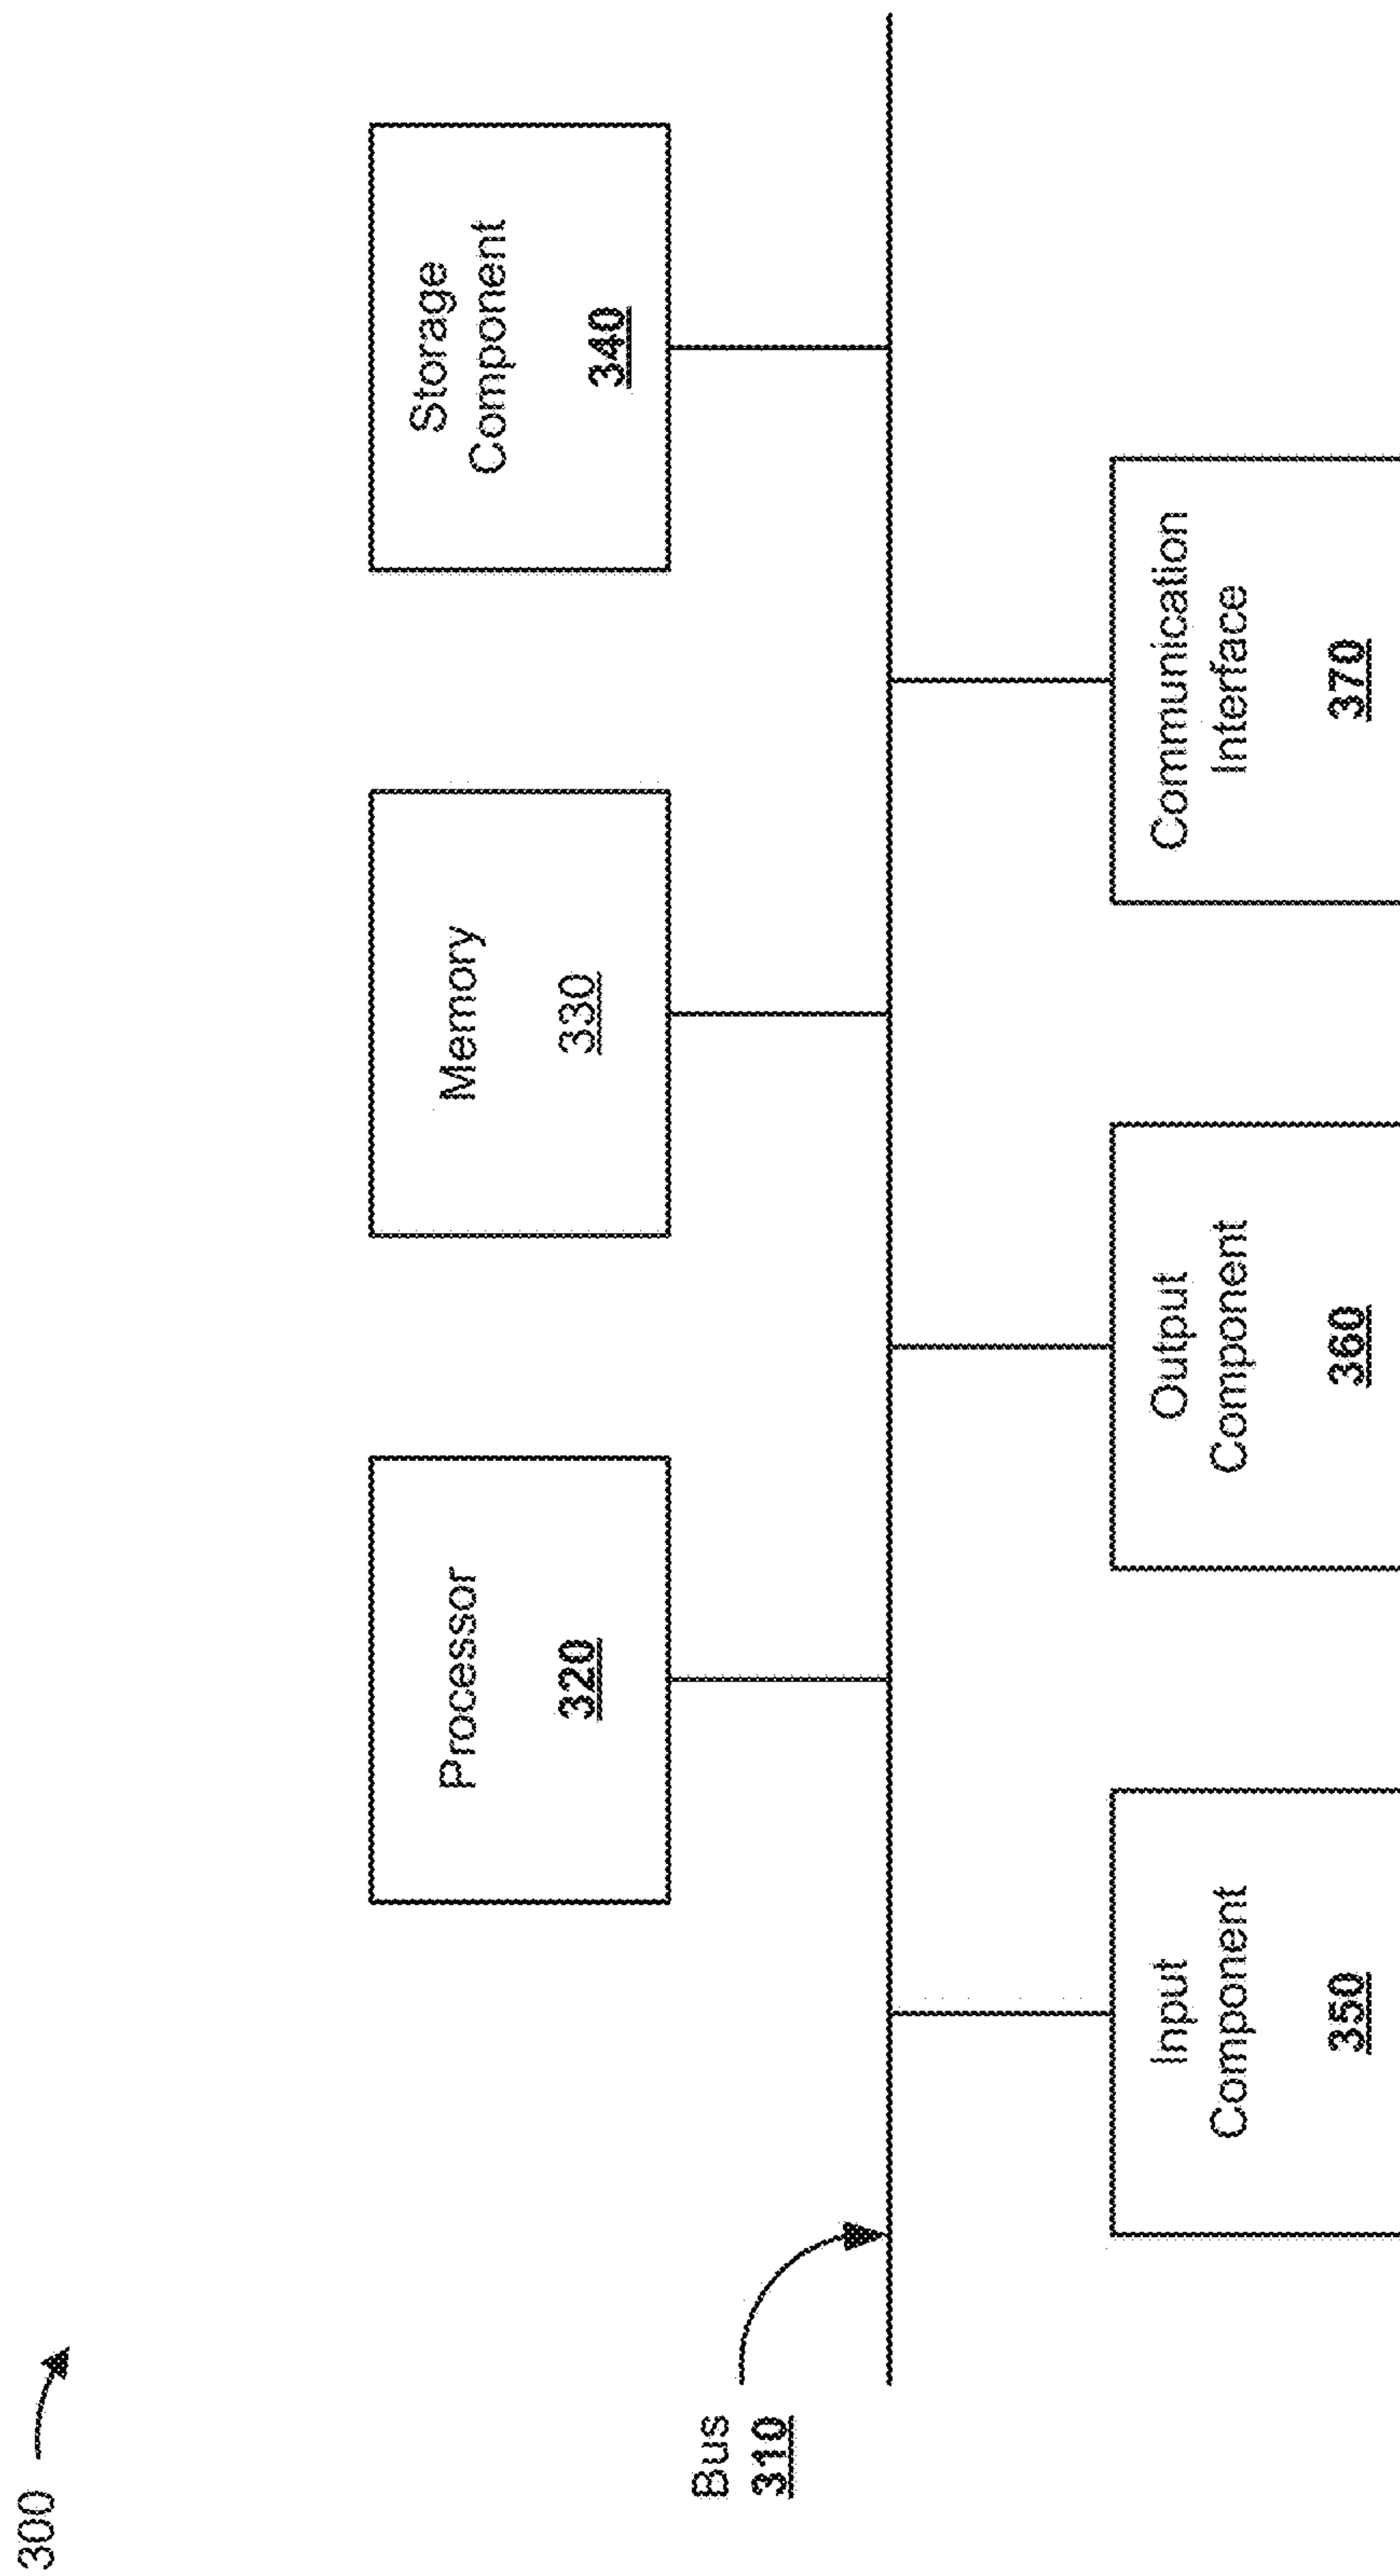 300
Processor
320
Memory
330
Storage
Component
340
Bus
310
Input
Component
350
Output
Component
360
Communication
Interface
370